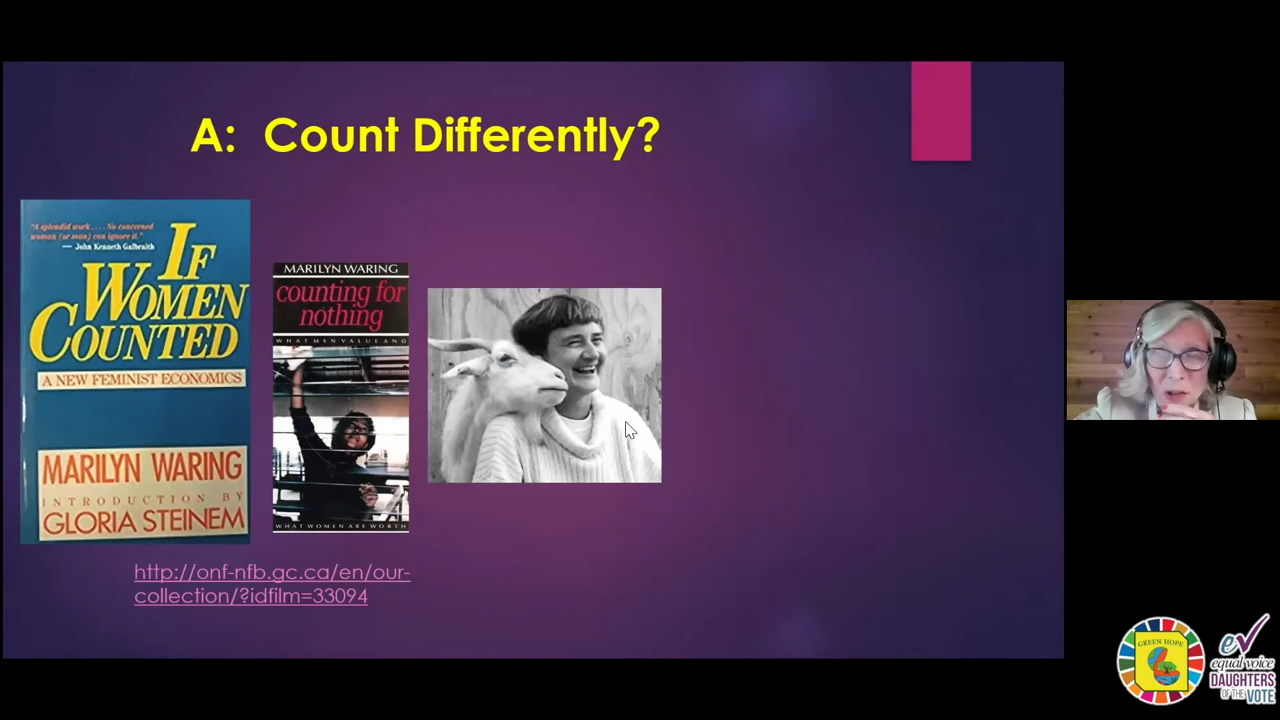 A: Count Differently?
"A splendid work . . . . No concerned
woman (or man) can ignore it."
— John Kenneth Galbraith
IF
WOMEN
COUNTED
A NEW FEMINIST ECONOMICS
MARILYN WARING
INTRODUCTION BY
GLORIA STEINEM
MARILYN WARING
counting for
nothing
WHAT MEN VALUE AND
WHAT WOMEN ARE WORTH
http://onf-nfb.gc.ca/en/our-
collection/?idfilm=33094
GREEN HOPE
ev
equal voice
DAUGHTERS
OF THE VOTE